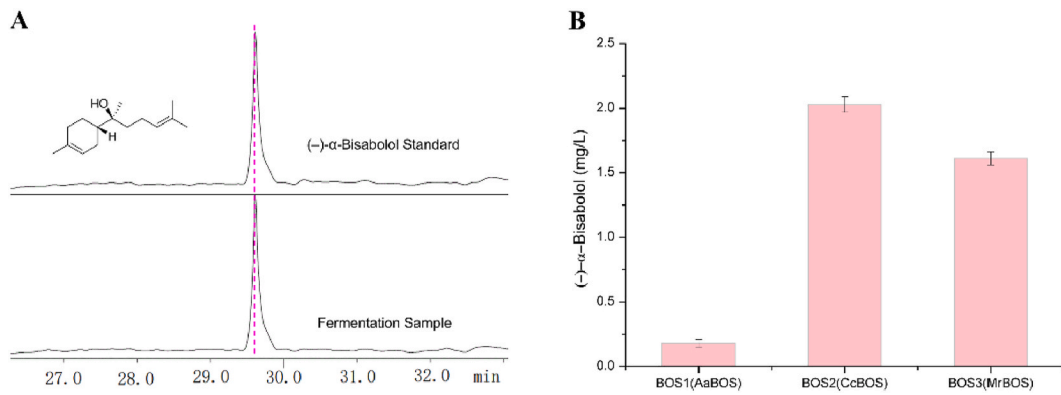 A
HO
H
(−)-α-Bisabolol Standard
Fermentation Sample
27.0 28.0 29.0 30.0 31.0 32.0 min
B
(−)-α-Bisabolol (mg/L)
2.5
2.0
1.5
1.0
0.5
0.0
BOS1(AaBOS) BOS2(CcBOS) BOS3(MrBOS)